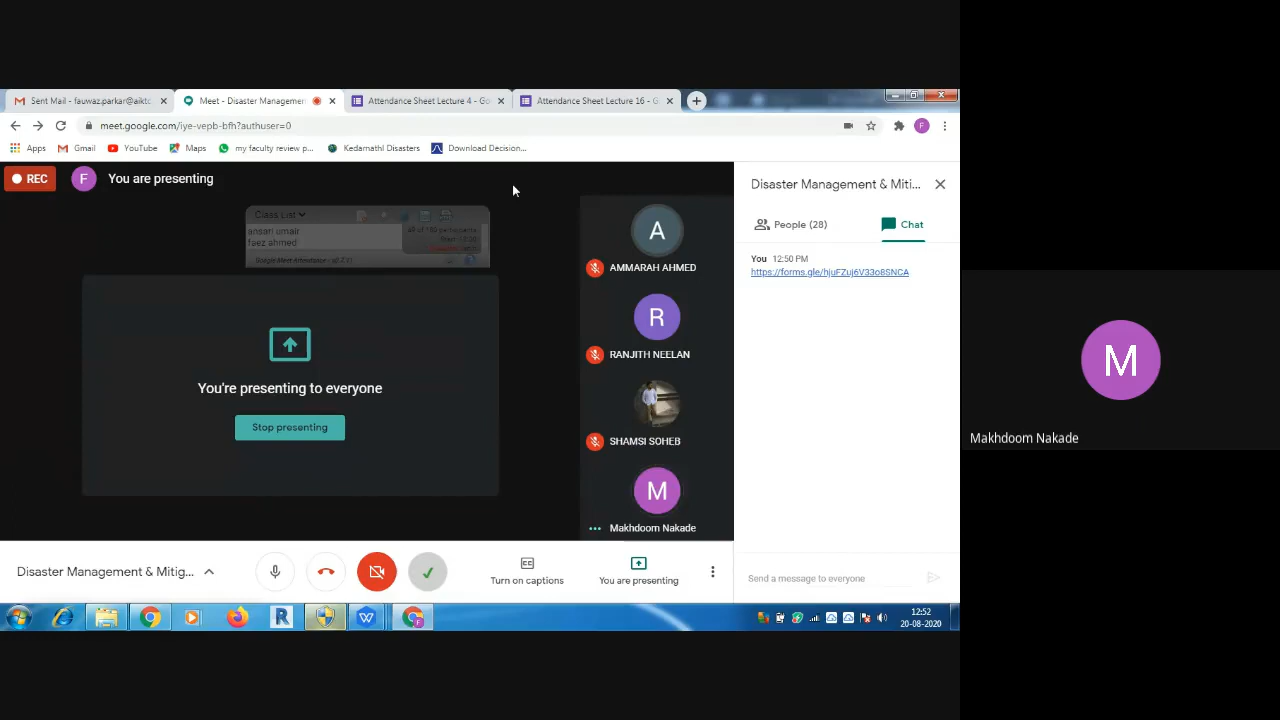 Sent Mail - fauwaz.parkar@aiktc
Meet - Disaster Management
Attendance Sheet Lecture 4 - Go
Attendance Sheet Lecture 16 - G
meet.google.com/iye-vepb-bfh?authuser=0
F
Apps
Gmail
YouTube
Maps
my faculty review p...
Kedarnathl Disasters
Download Decision...
REC
F
You are presenting
Class List
ansari umair
faez ahmed
You're presenting to everyone
Stop presenting
A
AMMARAH AHMED
R
RANJITH NEELAN
SHAMSI SOHEB
M
Makhdoom Nakade
Disaster Management & Miti...
People (28)
Chat
You 12:50 PM
https://forms.gle/hjuFZuj6V33o8SNCA
Send a message to everyone
Disaster Management & Mitig...
Turn on captions
You are presenting
12:52
20-08-2020
M
Makhdoom Nakade